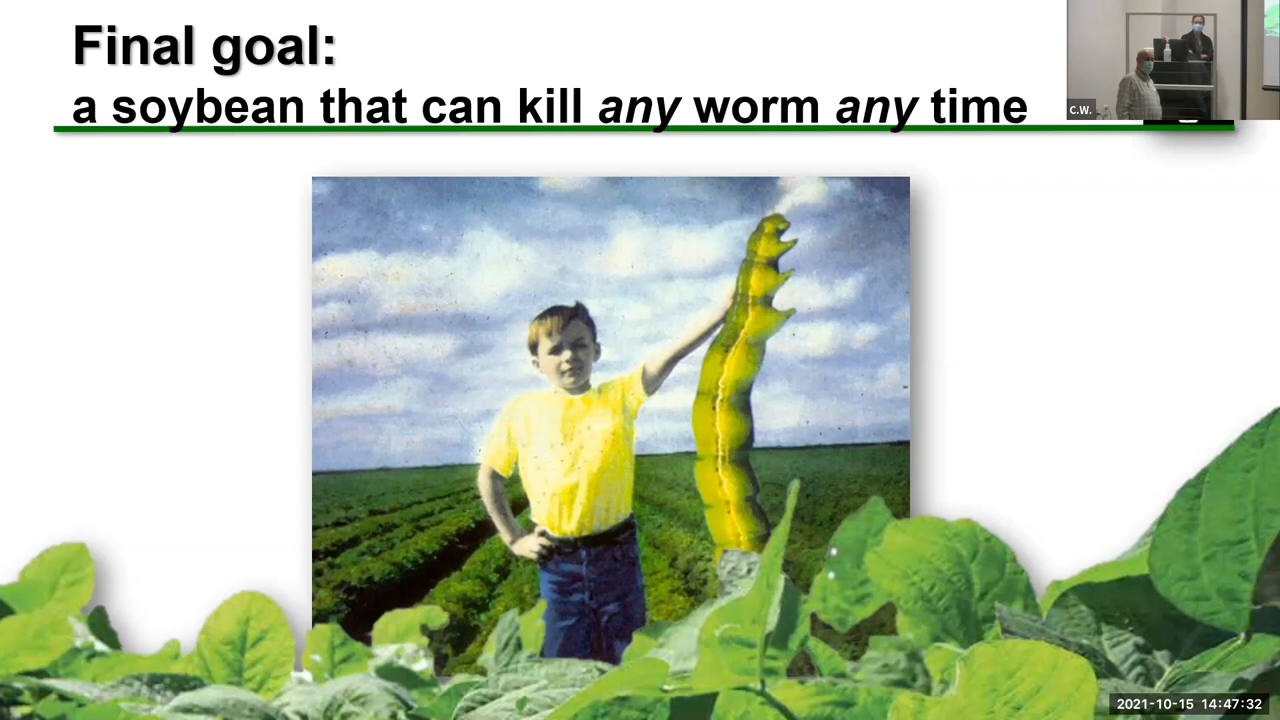 Final goal:
a soybean that can kill any worm any time
C.W.
2021-10-15 14:47:32